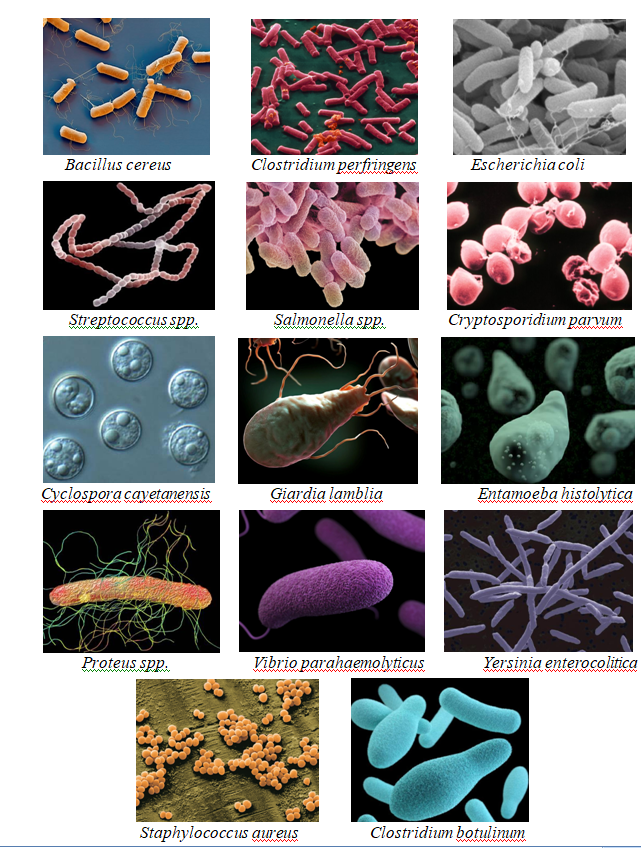 Bacillus cereus
Clostridium perfringens
Escherichia coli
Streptococcus spp.
Salmonella spp.
Cryptosporidium parvum
Cyclospora cayetanensis
Giardia lamblia
Entamoeba histolytica
Proteus spp.
Vibrio parahaemolyticus
Yersinia enterocolitica
Staphylococcus aureus
Clostridium botulinum